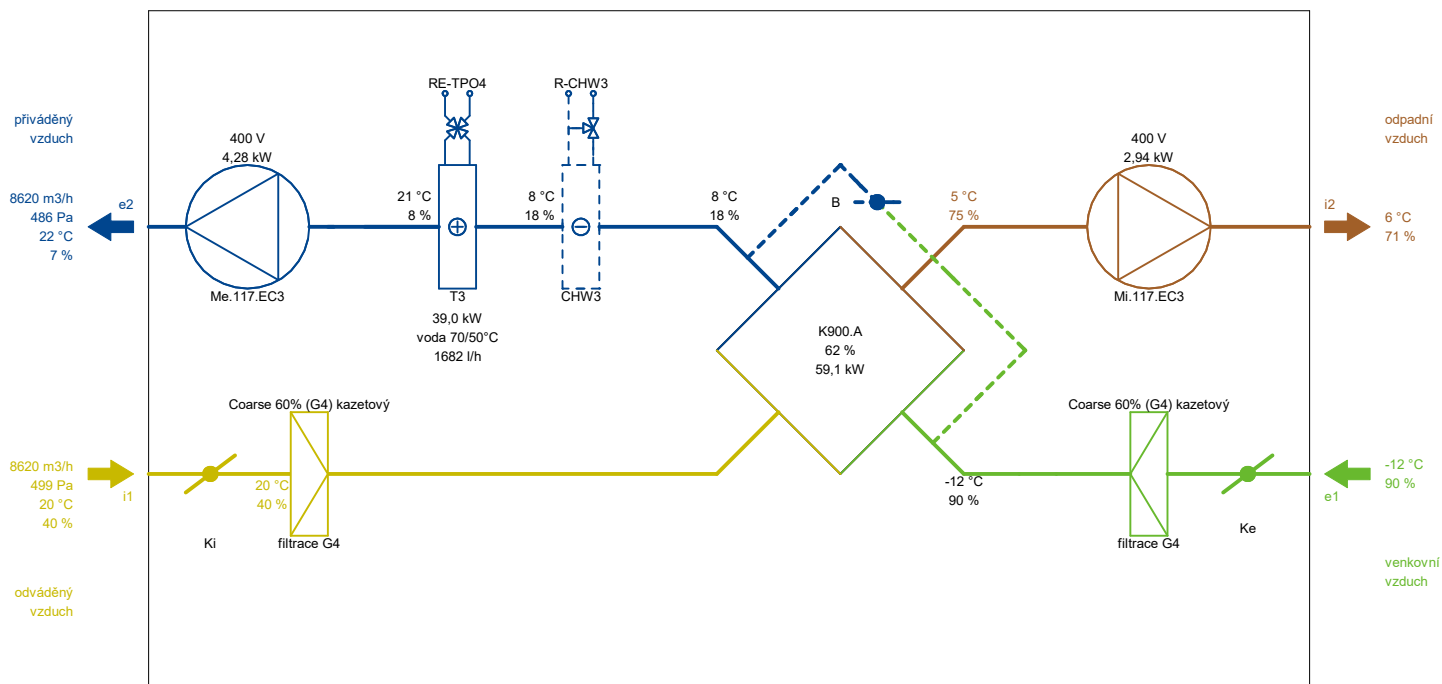 RE-TPO4
R-CHW3
přiváděný
vzduch
400 V
4,28 kW
400 V
2,94 kW
odpadní
vzduch
8620 m3/h
486 Pa
22 °C
7 %
e2
21 °C
8 %
8 °C
18 %
8 °C
18 %
B
5 °C
75 %
i2
6 °C
71 %
Me.117.EC3
T3
CHW3
Mi.117.EC3
39,0 kW
voda 70/50°C
1682 l/h
K900.A
62 %
59,1 kW
Coarse 60% (G4) kazetový
Coarse 60% (G4) kazetový
8620 m3/h
499 Pa
20 °C
40 %
i1
20 °C
40 %
-12 °C
90 %
-12 °C
90 %
e1
Ki
filtrace G4
filtrace G4
Ke
odváděný
vzduch
venkovní
vzduch